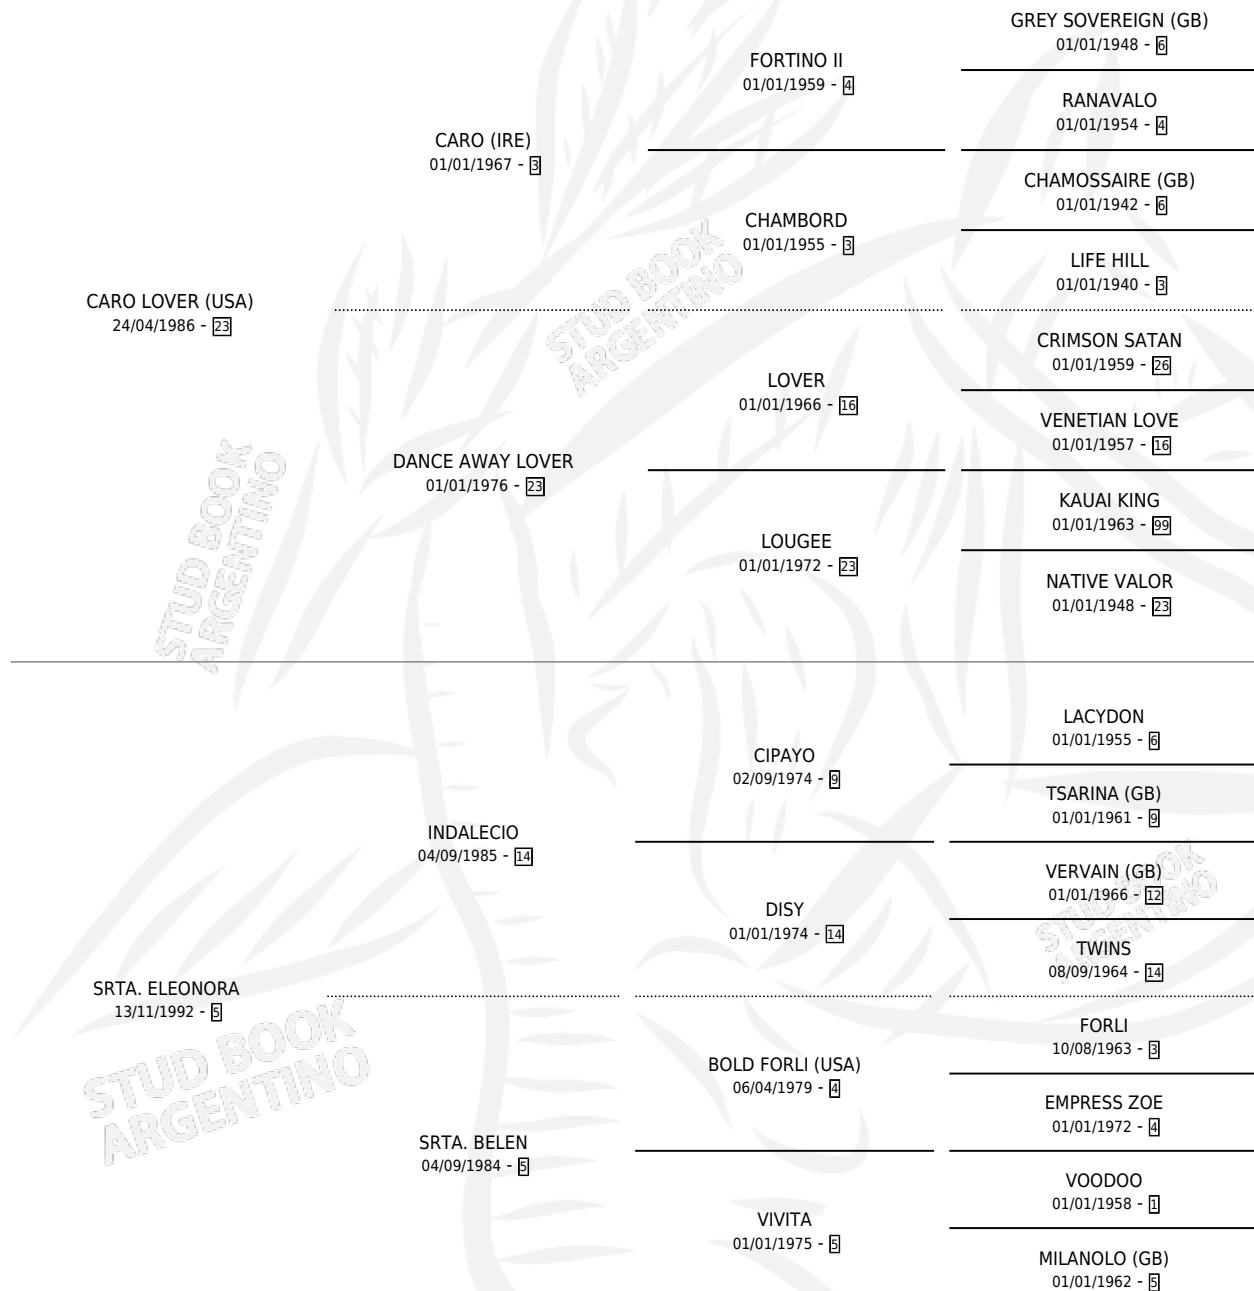 GREY SOVEREIGN (GB)
01/01/1948 - 6
FORTINO II
01/01/1959 - 4
RANAVALO
01/01/1954 - 4
CARO (IRE)
01/01/1967 - 3
CHAMOSSAIRE (GB)
01/01/1942 - 6
CHAMBORD
01/01/1955 - 3
LIFE HILL
01/01/1940 - 3
CARO LOVER (USA)
24/04/1986 - 23
STUD BOOK
ARGENTINO
CRIMSON SATAN
01/01/1959 - 26
LOVER
01/01/1966 - 16
VENETIAN LOVE
01/01/1957 - 16
DANCE AWAY LOVER
01/01/1976 - 23
KAUAI KING
01/01/1963 - 99
LOUGEE
01/01/1972 - 23
NATIVE VALOR
01/01/1948 - 23
STUD BOOK
ARGENTINO
LACYDON
01/01/1955 - 6
CIPAYO
02/09/1974 - 9
TSARINA (GB)
01/01/1961 - 9
INDALECIO
04/09/1985 - 14
VERVAIN (GB)
01/01/1966 - 12
DISY
01/01/1974 - 14
TWINS
08/09/1964 - 14
STUD BOOK
ARGENTINO
SRTA. ELEONORA
13/11/1992 - 5
STUD BOOK
ARGENTINO
FORLI
10/08/1963 - 3
BOLD FORLI (USA)
06/04/1979 - 4
EMPRESS ZOE
01/01/1972 - 4
SRTA. BELEN
04/09/1984 - 5
VOODOO
01/01/1958 - 1
VIVITA
01/01/1975 - 5
MILANOLO (GB)
01/01/1962 - 5